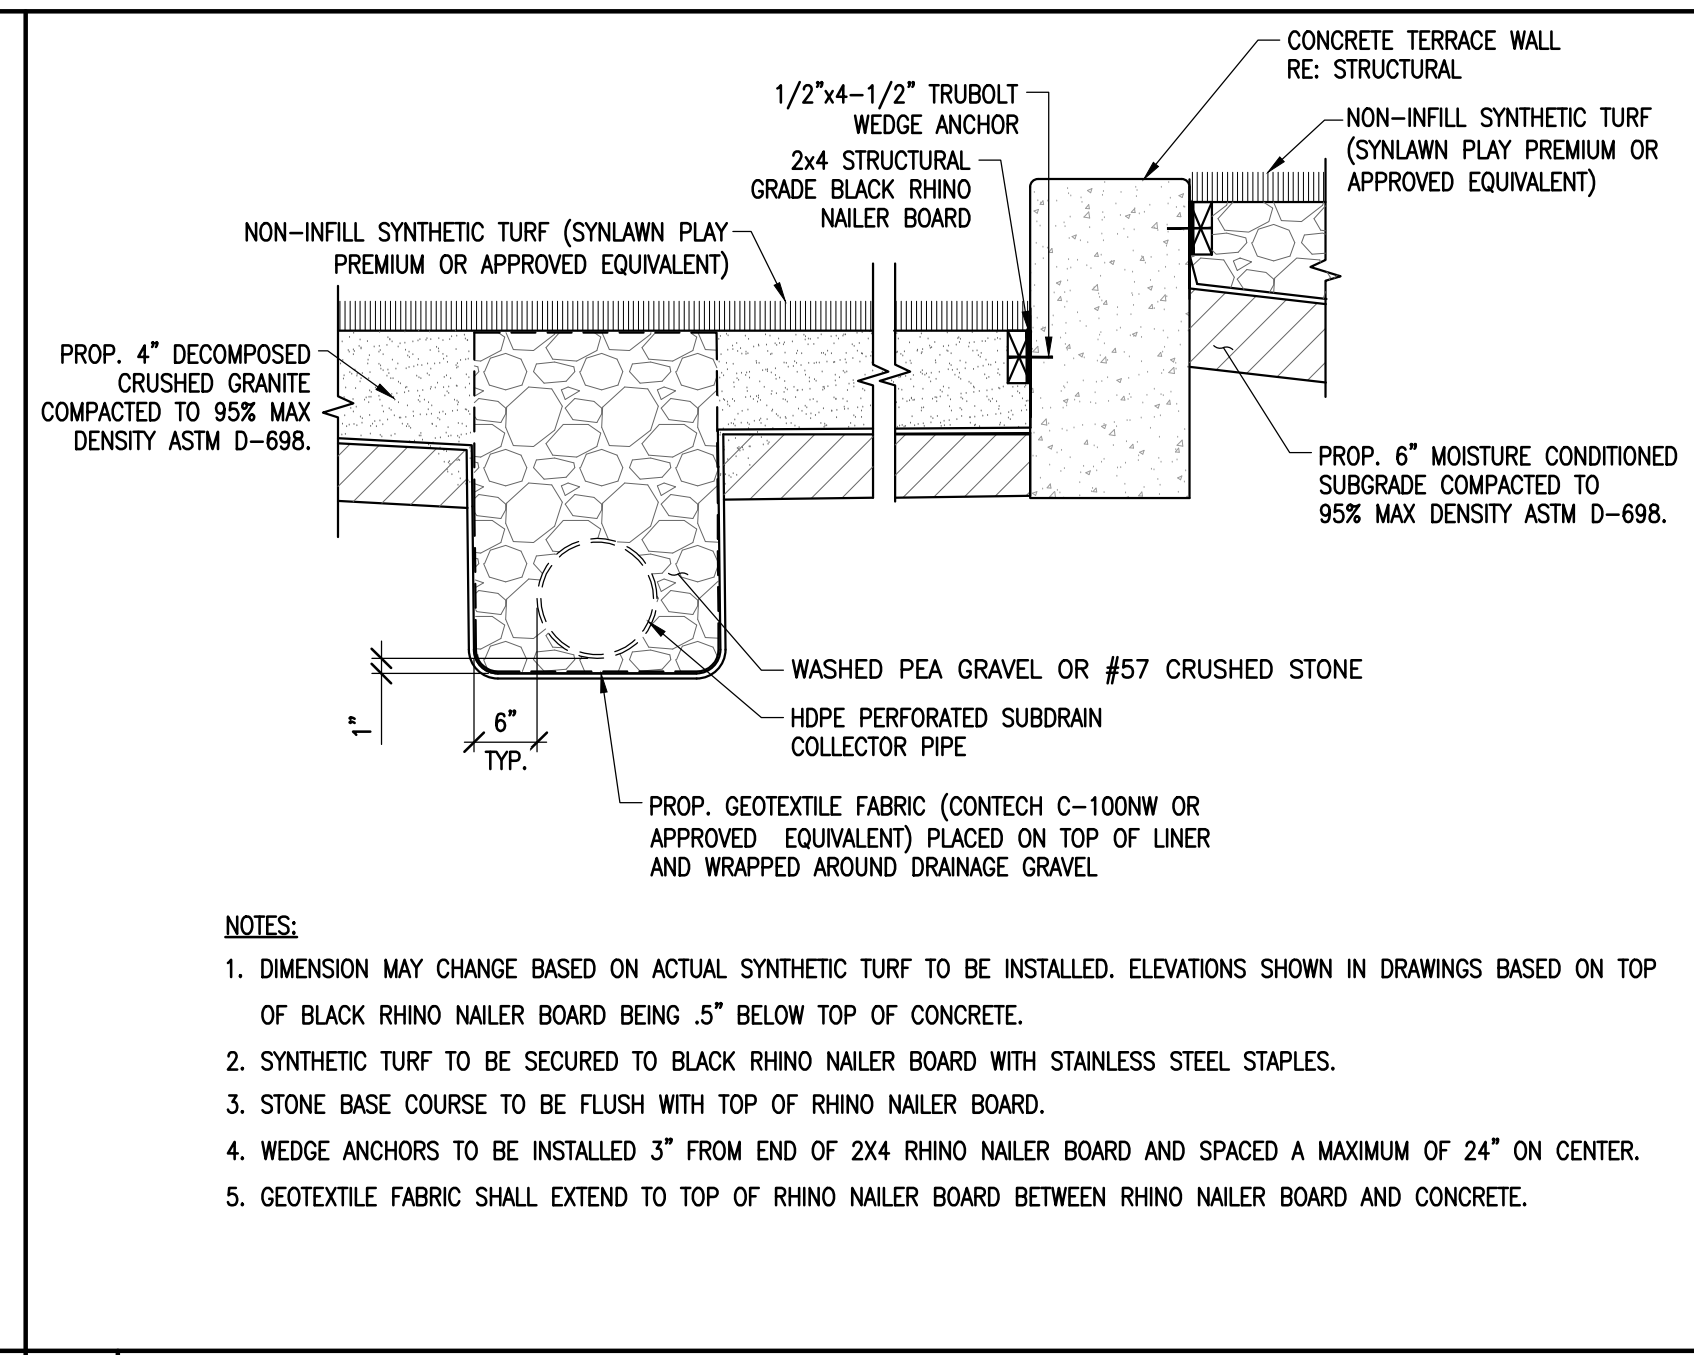 CONCRETE TERRACE WALL
RE: STRUCTURAL
1/2"x4-1/2" TRUBOLT
WEDGE ANCHOR
NON-INFILL SYNTHETIC TURF
(SYNLAWN PLAY PREMIUM OR
APPROVED EQUIVALENT)
2x4 STRUCTURAL
GRADE BLACK RHINO
NAILER BOARD
NON-INFILL SYNTHETIC TURF (SYNLAWN PLAY
PREMIUM OR APPROVED EQUIVALENT)
PROP. 4" DECOMPOSED
CRUSHED GRANITE
COMPACTED TO 95% MAX
DENSITY ASTM D-698.
PROP. 6" MOISTURE CONDITIONED
SUBGRADE COMPACTED TO
95% MAX DENSITY ASTM D-698.
WASHED PEA GRAVEL OR #57 CRUSHED STONE
1"
6"
TYP.
HDPE PERFORATED SUBDRAIN
COLLECTOR PIPE
PROP. GEOTEXTILE FABRIC (CONTECH C-100NW OR
APPROVED EQUIVALENT) PLACED ON TOP OF LINER
AND WRAPPED AROUND DRAINAGE GRAVEL
NOTES:
1. DIMENSION MAY CHANGE BASED ON ACTUAL SYNTHETIC TURF TO BE INSTALLED. ELEVATIONS SHOWN IN DRAWINGS BASED ON TOP
OF BLACK RHINO NAILER BOARD BEING .5" BELOW TOP OF CONCRETE.
2. SYNTHETIC TURF TO BE SECURED TO BLACK RHINO NAILER BOARD WITH STAINLESS STEEL STAPLES.
3. STONE BASE COURSE TO BE FLUSH WITH TOP OF RHINO NAILER BOARD.
4. WEDGE ANCHORS TO BE INSTALLED 3" FROM END OF 2X4 RHINO NAILER BOARD AND SPACED A MAXIMUM OF 24" ON CENTER.
5. GEOTEXTILE FABRIC SHALL EXTEND TO TOP OF RHINO NAILER BOARD BETWEEN RHINO NAILER BOARD AND CONCRETE.